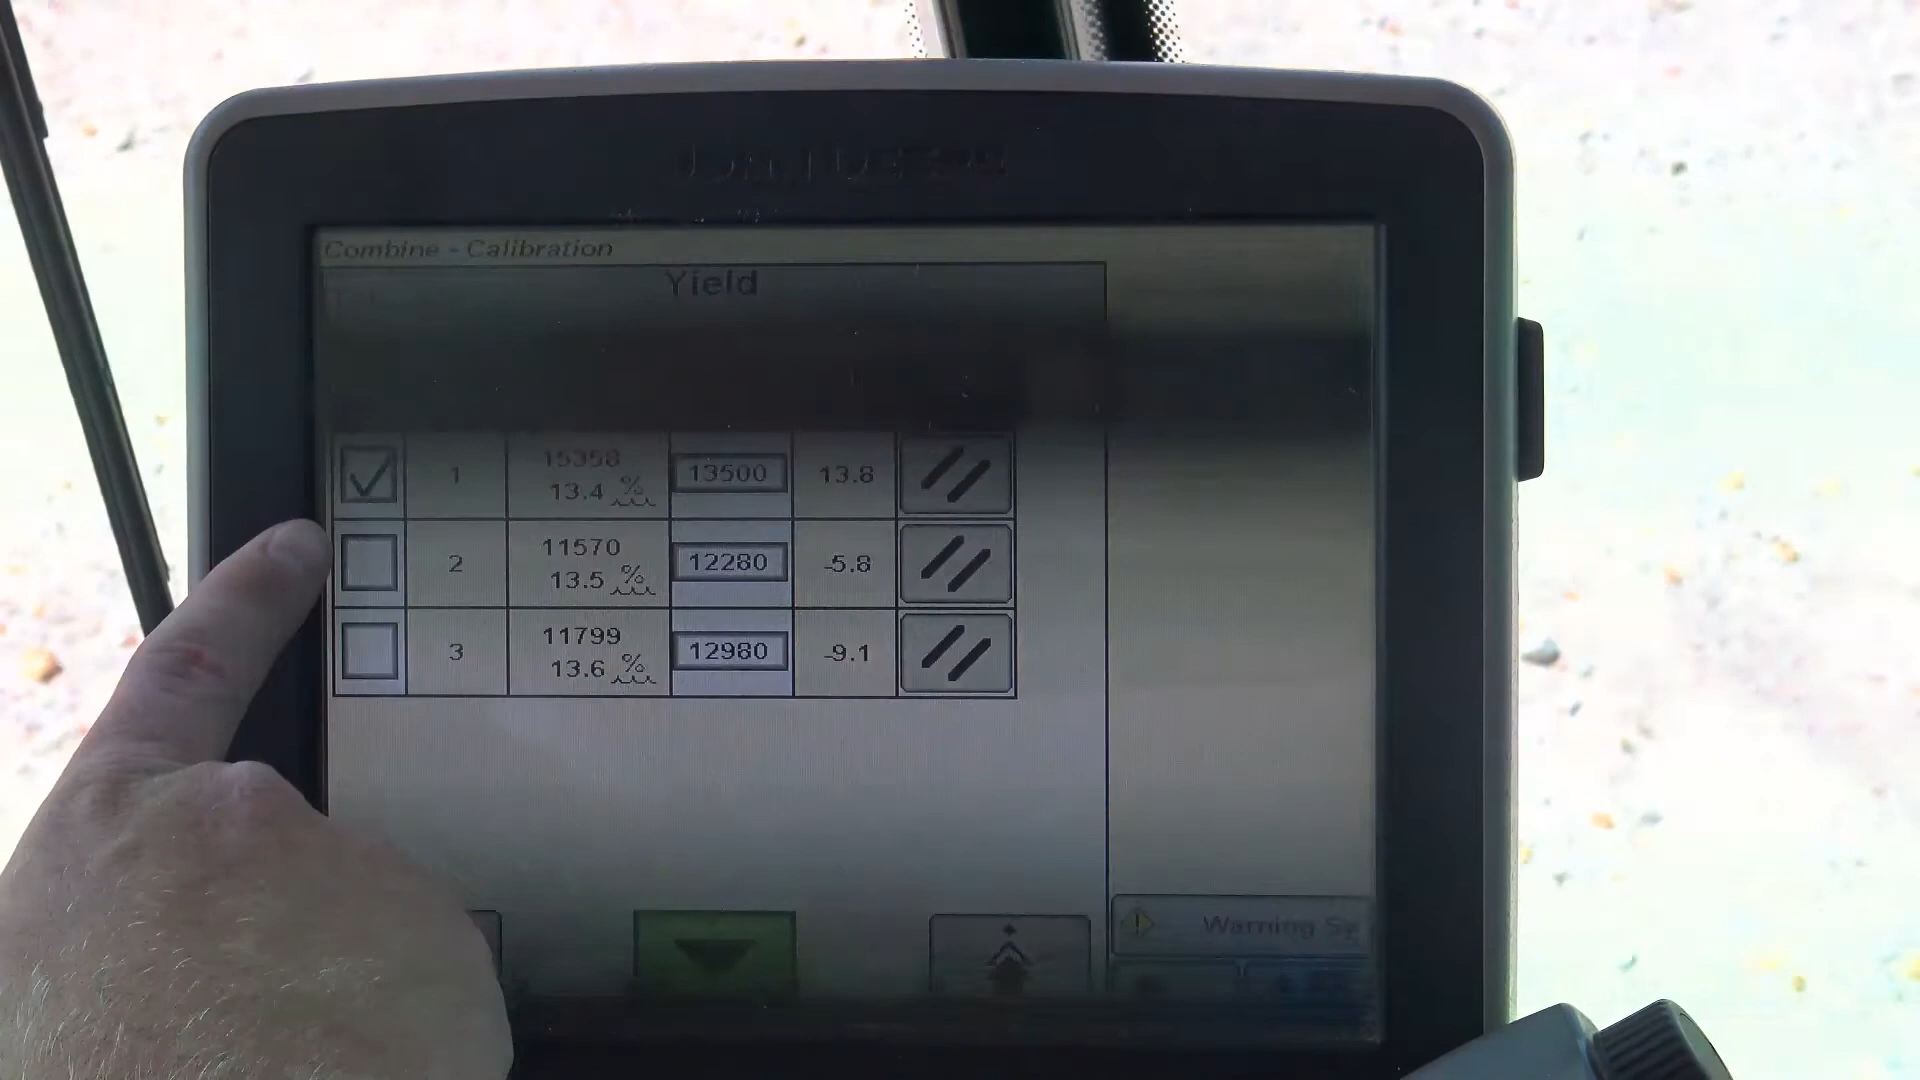 Combine - Calibration
Yield
1 15358 13500 13.8
13.4 %
2 11570 12280 -5.8
13.5 %
3 11799 12980 -9.1
13.6 %
Warning Sy